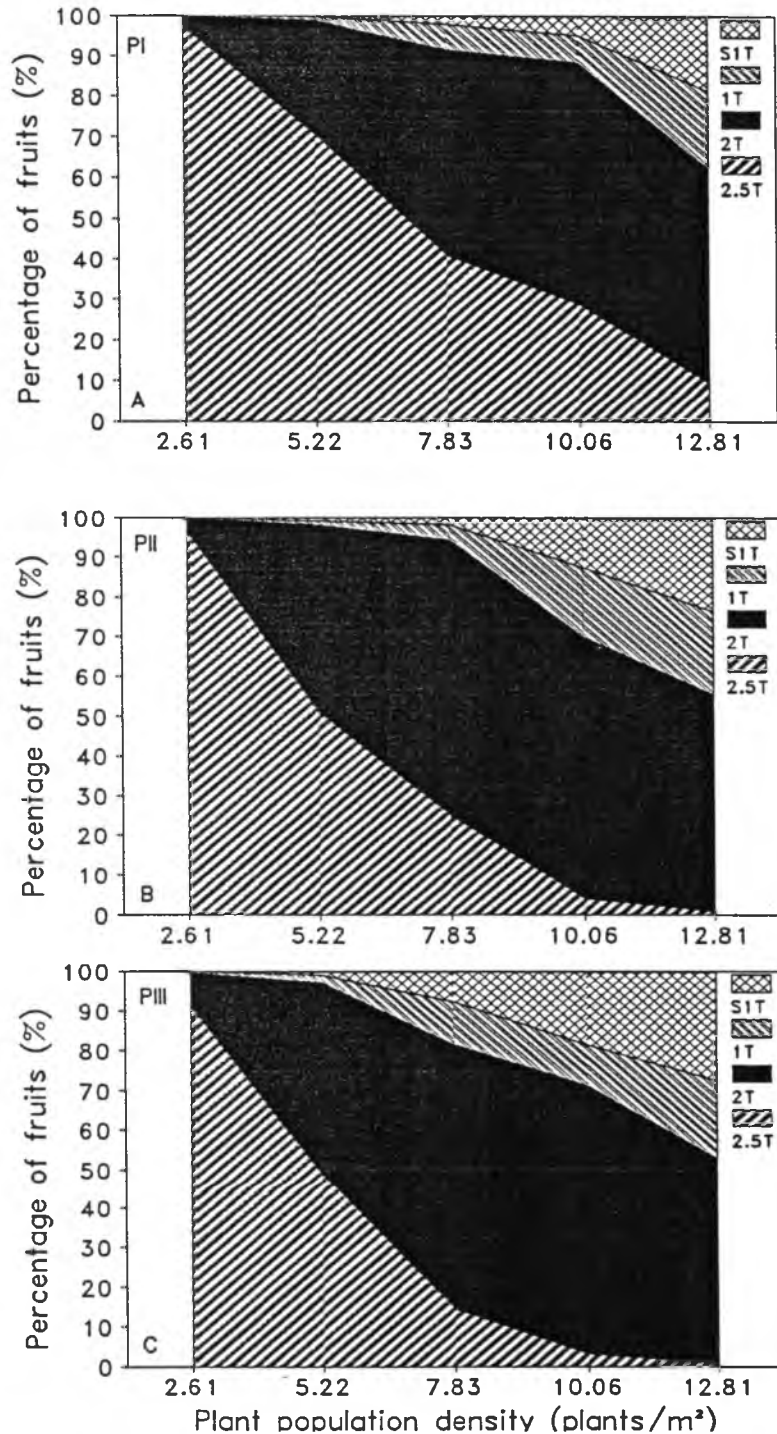 Percentage of fruits (%)
100
90
80
70
60
50
40
30
20
10
0
PI
A
S1T
1T
2T
2.5T
2.61 5.22 7.83 10.06 12.81
Percentage of fruits (%)
100
90
80
70
60
50
40
30
20
10
0
PII
B
S1T
1T
2T
2.5T
2.61 5.22 7.83 10.06 12.81
Percentage of fruits (%)
100
90
80
70
60
50
40
30
20
10
0
PIII
C
S1T
1T
2T
2.5T
2.61 5.22 7.83 10.06 12.81
Plant population density (plants/m²)